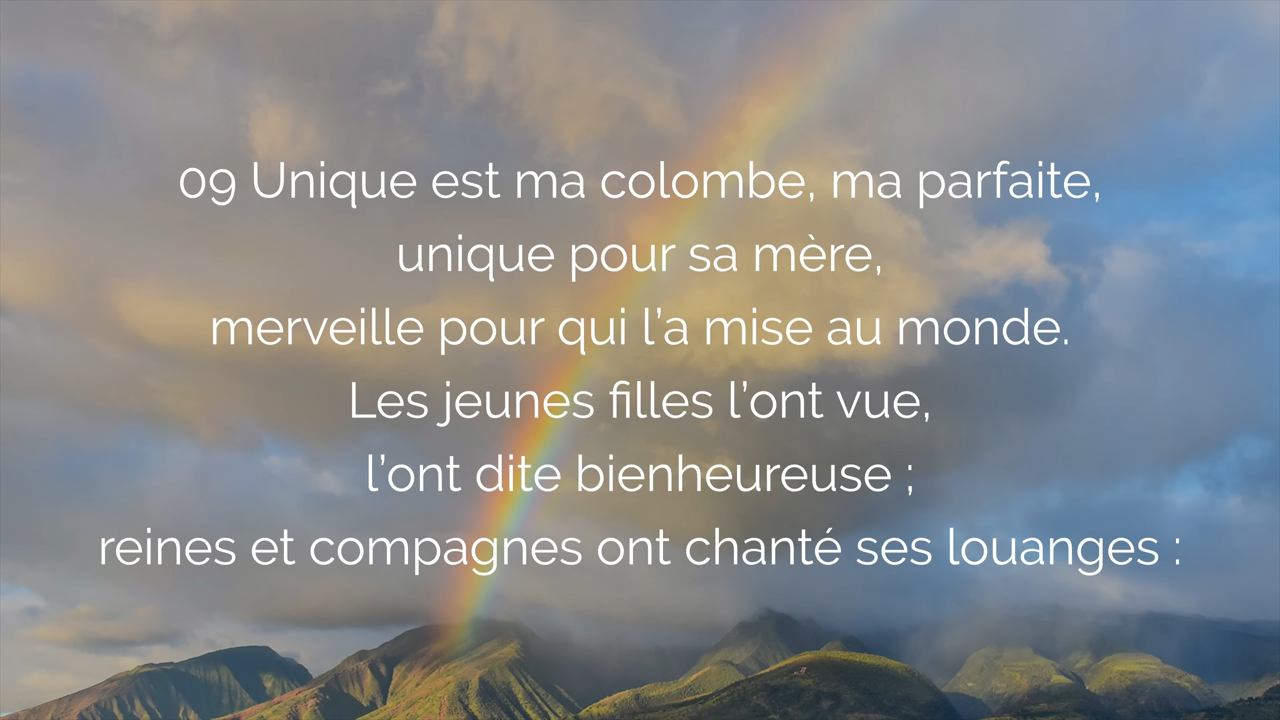 09 Unique est ma colombe, ma parfaite,
unique pour sa mère,
merveille pour qui l’a mise au monde.
Les jeunes filles l’ont vue,
l’ont dite bienheureuse ;
reines et compagnes ont chanté ses louanges :